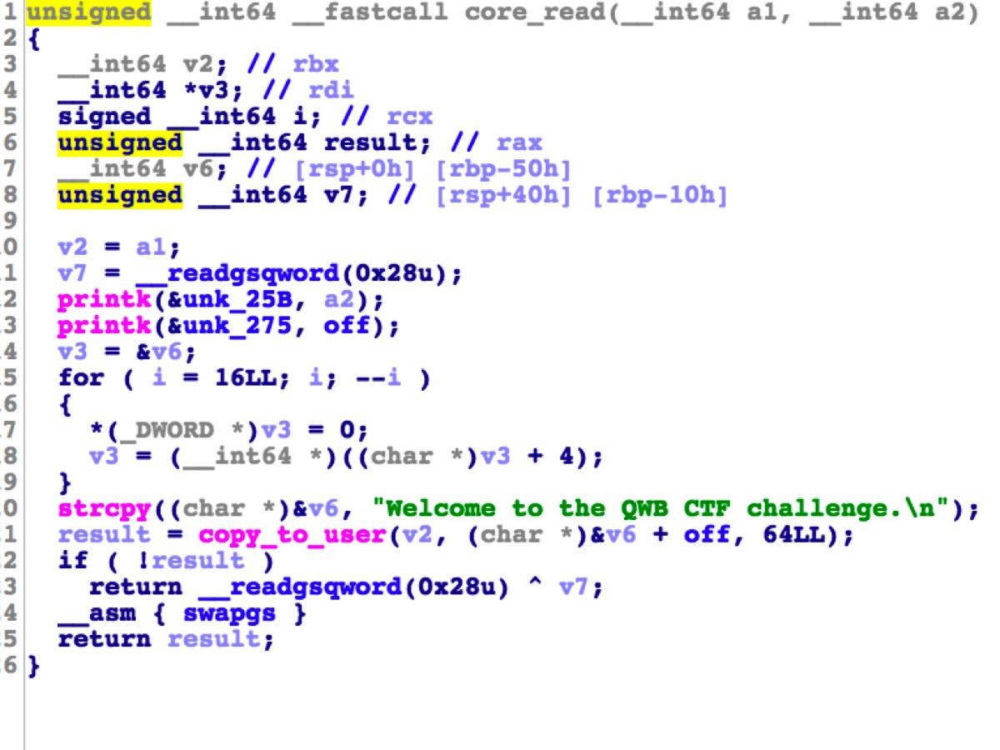 1 unsigned __int64 __fastcall core_read(__int64 a1, __int64 a2)
2 {
3 __int64 v2; // rbx
4 __int64 *v3; // rdi
5 signed __int64 i; // rcx
6 unsigned __int64 result; // rax
7 __int64 v6; // [rsp+0h] [rbp-50h]
8 unsigned __int64 v7; // [rsp+40h] [rbp-10h]
9
0 v2 = a1;
1 v7 = __readgsqword(0x28u);
2 printk(&unk_25B, a2);
3 printk(&unk_275, off);
4 v3 = &v6;
5 for ( i = 16LL; i; --i )
6 {
7 *(_DWORD *)v3 = 0;
8 v3 = (__int64 *)((char *)v3 + 4);
9 }
0 strcpy((char *)&v6, "Welcome to the QWB CTF challenge.\n");
1 result = copy_to_user(v2, (char *)&v6 + off, 64LL);
2 if ( !result )
3 return __readgsqword(0x28u) ^ v7;
4 __asm { swapgs }
5 return result;
6 }